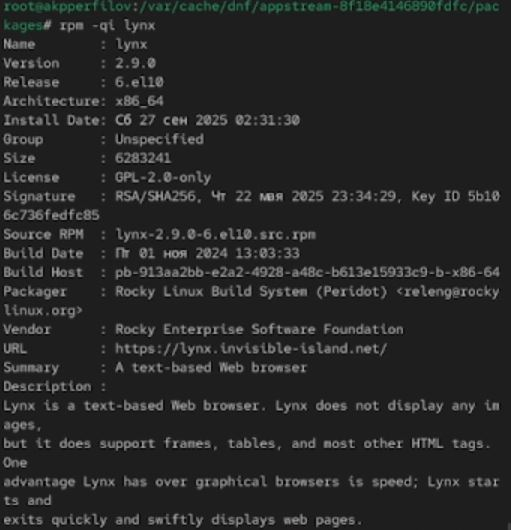 root@akpperfilov:/var/cache/dnf/appstream-8f18e4146890fdfc/pac
kages# rpm -qi lynx
Name        : lynx
Version     : 2.9.0
Release     : 6.el10
Architecture: x86_64
Install Date: Сб 27 сен 2025 02:31:30
Group       : Unspecified
Size        : 6283241
License     : GPL-2.0-only
Signature   : RSA/SHA256, Чт 22 мая 2025 23:34:29, Key ID 5b10
6c736fedfc85
Source RPM  : lynx-2.9.0-6.el10.src.rpm
Build Date  : Пт 01 ноя 2024 13:03:33
Build Host  : pb-913aa2bb-e2a2-4928-a48c-b613e15933c9-b-x86-64
Packager    : Rocky Linux Build System (Peridot) <releng@rocky
linux.org>
Vendor      : Rocky Enterprise Software Foundation
URL         : https://lynx.invisible-island.net/
Summary     : A text-based Web browser
Description :
Lynx is a text-based Web browser. Lynx does not display any im
ages,
but it does support frames, tables, and most other HTML tags.
One
advantage Lynx has over graphical browsers is speed; Lynx star
ts and
exits quickly and swiftly displays web pages.